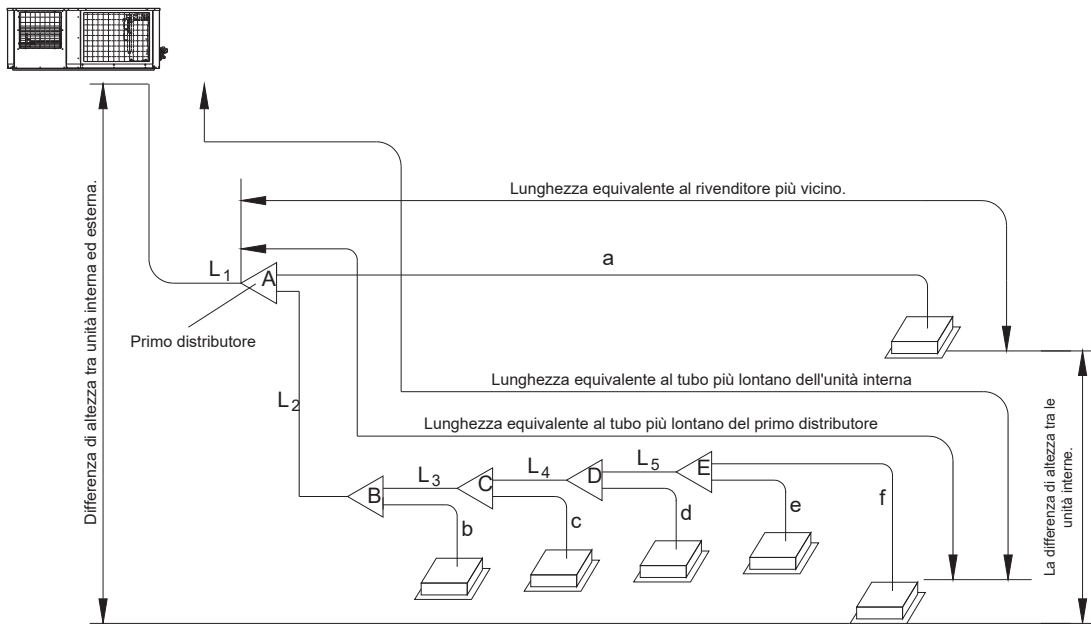 Differenza di altezza tra unità interna ed esterna.
Lunghezza equivalente al rivenditore più vicino.
L1
A
a
Primo distributore
L2
Lunghezza equivalente al tubo più lontano dell'unità interna
Lunghezza equivalente al tubo più lontano del primo distributore
L3
L4
L5
B
C
D
E
b
c
d
e
f
La differenza di altezza tra le
unità interne.